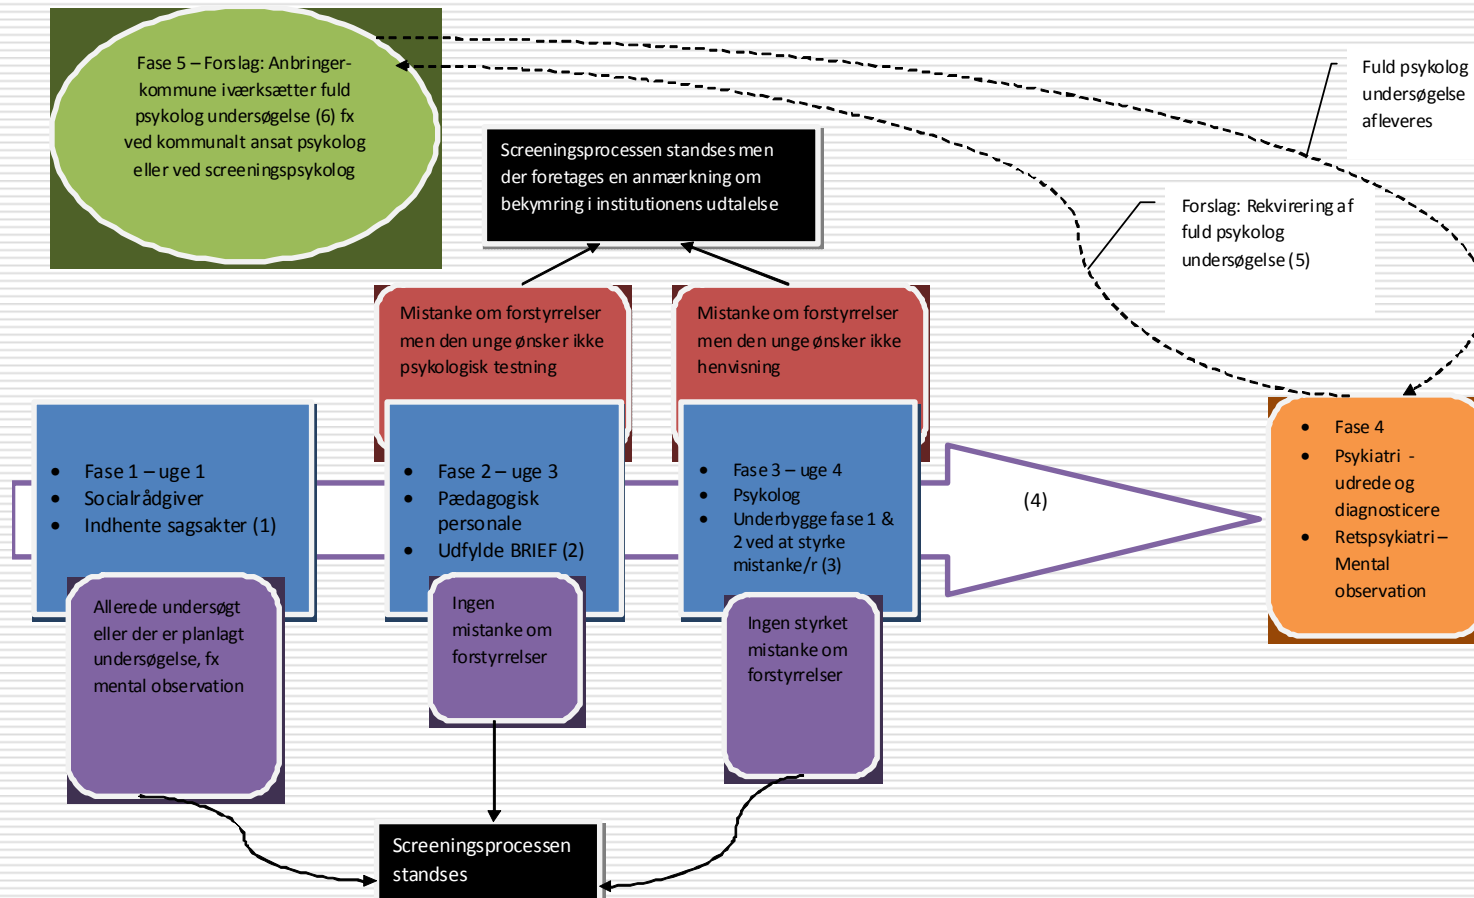 Fase 5 – Forslag: Anbringer-
kommune iværksætter fuld
psykolog undersøgelse (6) fx
ved kommunalt ansat psykolog
eller ved screeningspsykolog
Fuld psykolog
undersøgelse
afleveres
Screeningsprocessen standses men
der foretages en anmærkning om
bekymring i institutionens udtalelse
Forslag: Rekvirering af
fuld psykolog
undersøgelse (5)
Mistanke om forstyrrelser
men den unge ønsker ikke
psykologisk testning
Mistanke om forstyrrelser
men den unge ønsker ikke
henvisning
• Fase 1 – uge 1
• Socialrådgiver
• Indhente sagsakter (1)
• Fase 2 – uge 3
• Pædagogisk
personale
• Udfylde BRIEF (2)
• Fase 3 – uge 4
• Psykolog
• Underbygge fase 1 &
2 ved at styrke
mistanke/r (3)
(4)
• Fase 4
• Psykiatri -
udrede og
diagnosticere
• Retspsykiatri –
Mental
observation
Allerede undersøgt
eller der er planlagt
undersøgelse, fx
mental observation
Ingen
mistanke om
forstyrrelser
Ingen styrket
mistanke om
forstyrrelser
Screeningsprocessen
standses